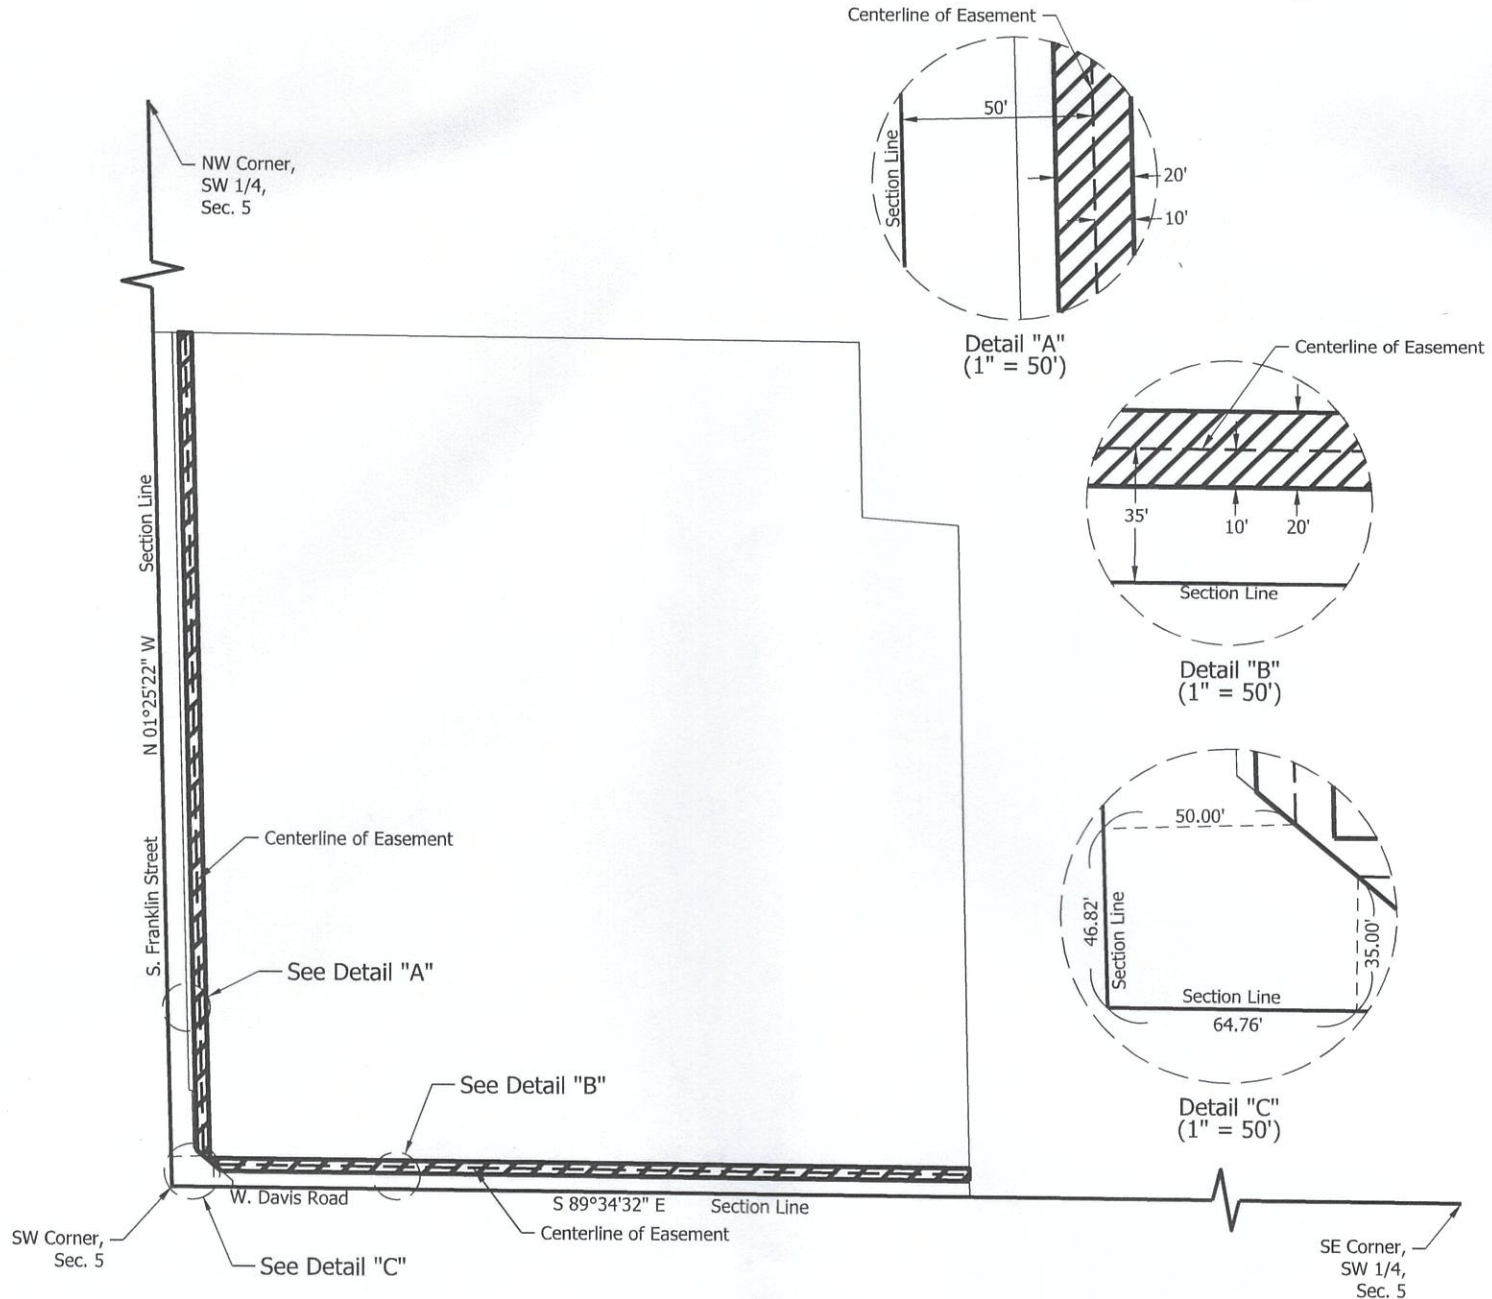 Centerline of Easement
50'
Section Line
20'
10'
Detail "A"
(1" = 50')
NW Corner,
SW 1/4,
Sec. 5
Centerline of Easement
35'
10'
20'
Section Line
Detail "B"
(1" = 50')
Section Line
N 01°25'22" W
S. Franklin Street
Centerline of Easement
See Detail "A"
50.00'
46.82'
Section Line
35.00'
Section Line
64.76'
Detail "C"
(1" = 50')
See Detail "B"
W. Davis Road
S 89°34'32" E
Section Line
Centerline of Easement
SW Corner,
Sec. 5
See Detail "C"
SE Corner,
SW 1/4,
Sec. 5